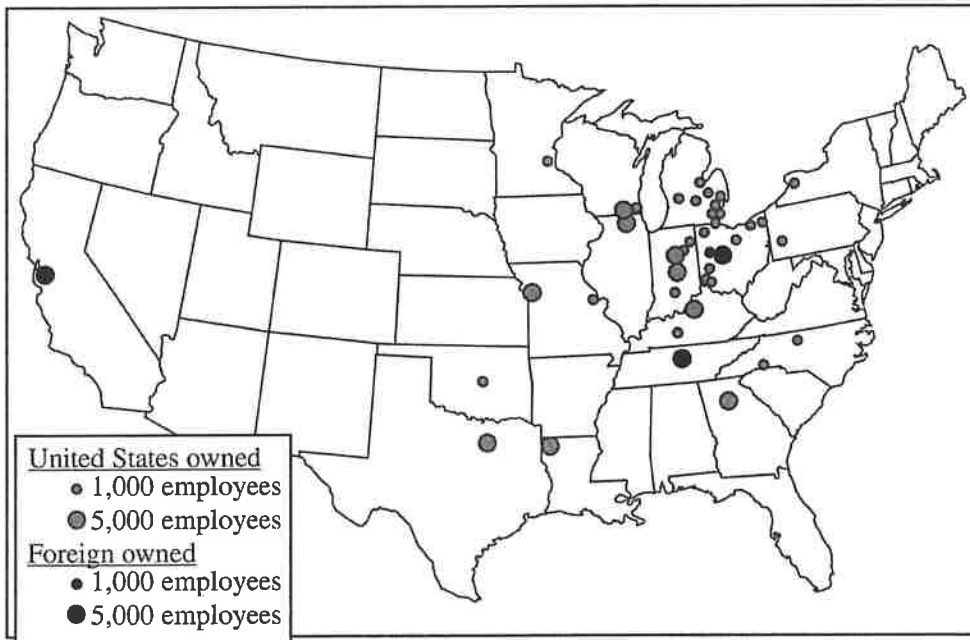 United States owned
1,000 employees
5,000 employees
Foreign owned
1,000 employees
5,000 employees